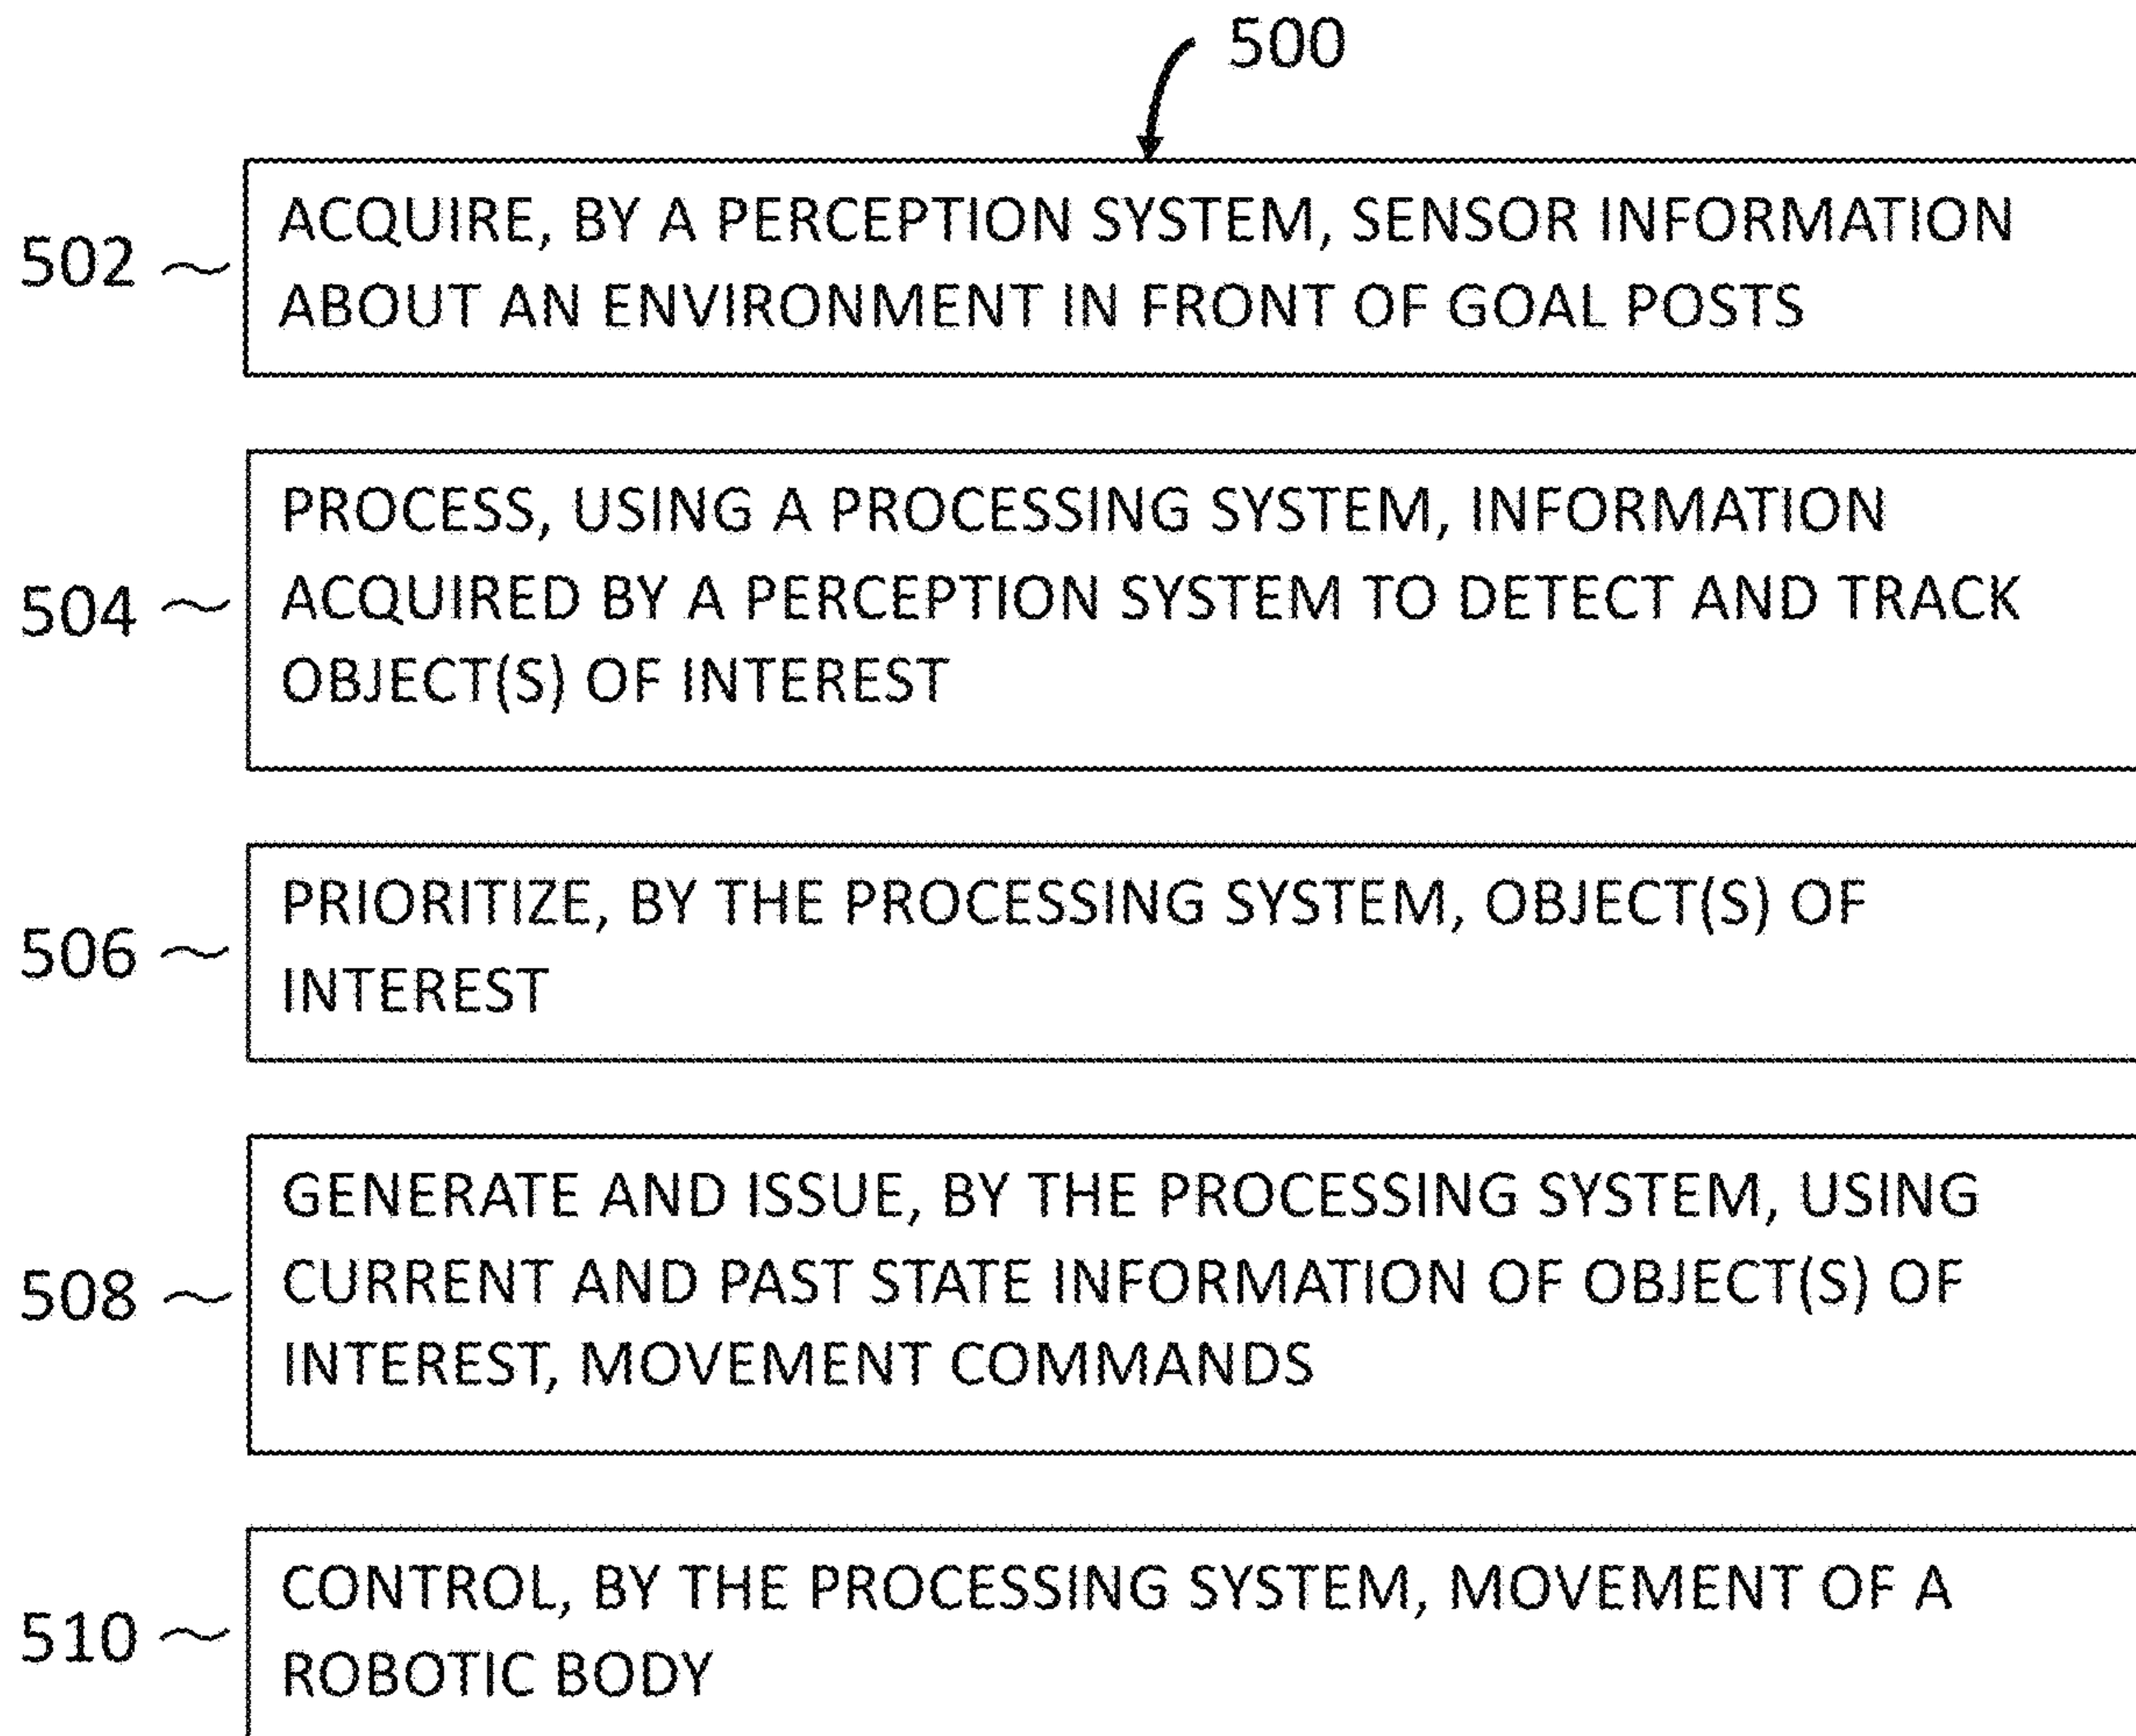 500
502
ACQUIRE, BY A PERCEPTION SYSTEM, SENSOR INFORMATION
ABOUT AN ENVIRONMENT IN FRONT OF GOAL POSTS
504
PROCESS, USING A PROCESSING SYSTEM, INFORMATION
ACQUIRED BY A PERCEPTION SYSTEM TO DETECT AND TRACK
OBJECT(S) OF INTEREST
506
PRIORITIZE, BY THE PROCESSING SYSTEM, OBJECT(S) OF
INTEREST
508
GENERATE AND ISSUE, BY THE PROCESSING SYSTEM, USING
CURRENT AND PAST STATE INFORMATION OF OBJECT(S) OF
INTEREST, MOVEMENT COMMANDS
510
CONTROL, BY THE PROCESSING SYSTEM, MOVEMENT OF A
ROBOTIC BODY